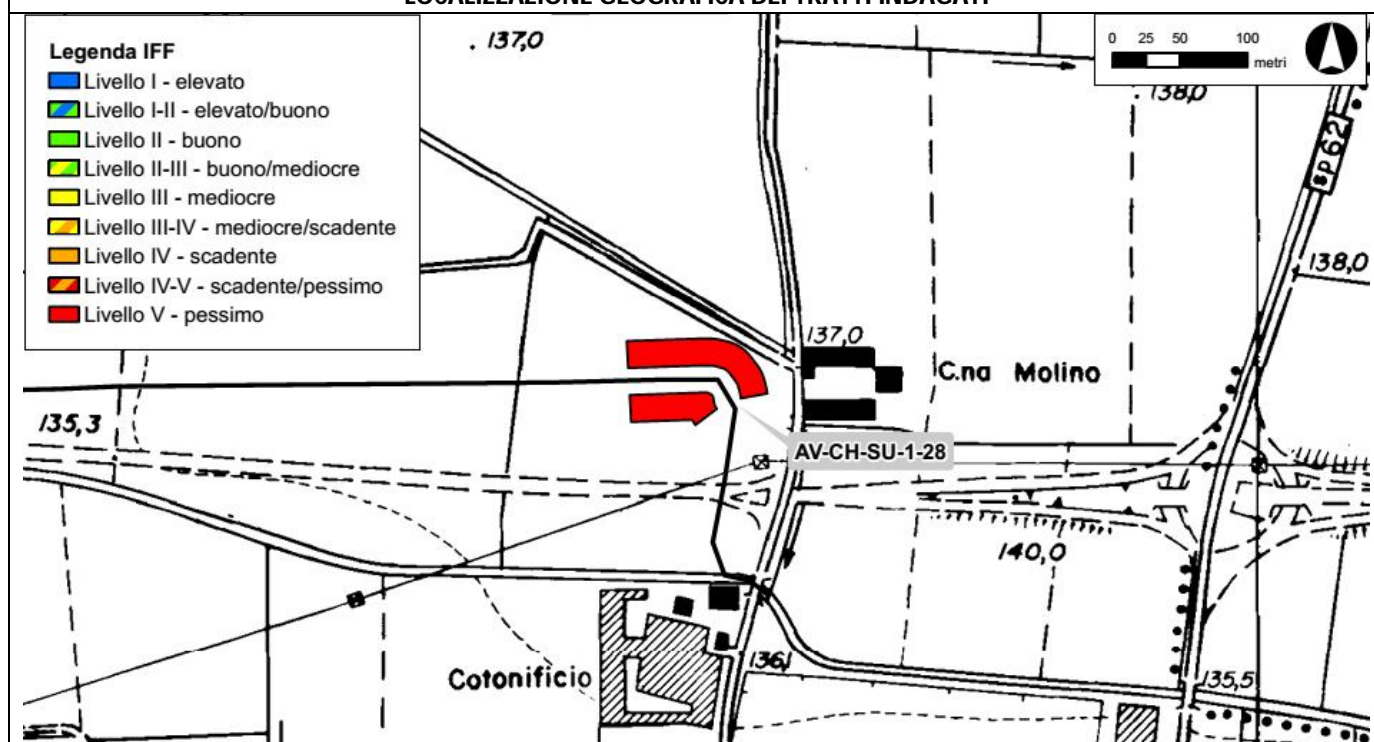 LOCALIZZAZIONE GEOGRAFICA DEI TRATTI INDAGATI
Legenda IFF
Livello I - elevato
Livello I-II - elevato/buono
Livello II - buono
Livello II-III - buono/mediocre
Livello III - mediocre
Livello III-IV - mediocre/scadente
Livello IV - scadente
Livello IV-V - scadente/pessimo
Livello V - pessimo
. 137,0
0 25 50 100
metri
138,0
SP62
138,0
137,0
C.na Molino
135,3
AV-CH-SU-1-28
140,0
Cotonificio
136,1
135,5